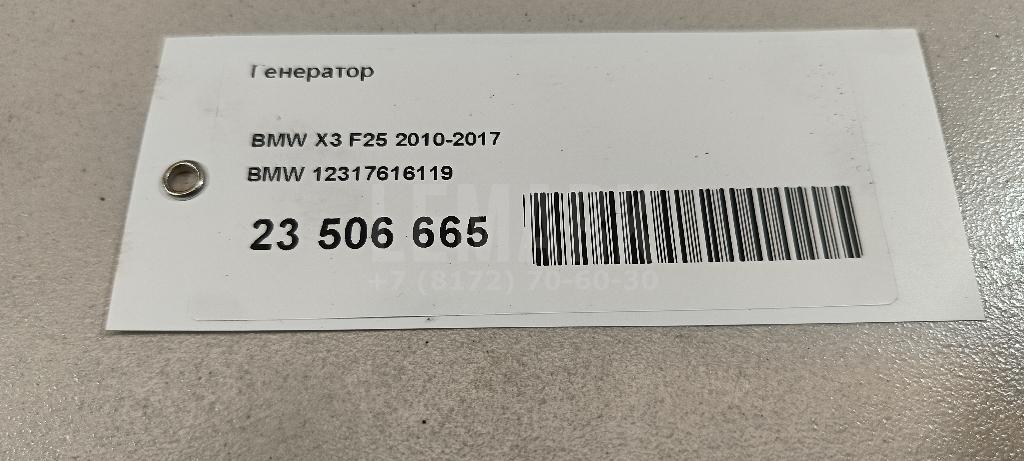 Генератор
BMW X3 F25 2010-2017
BMW 12317616119
23 506 665
+7 (8172) 70-60-30